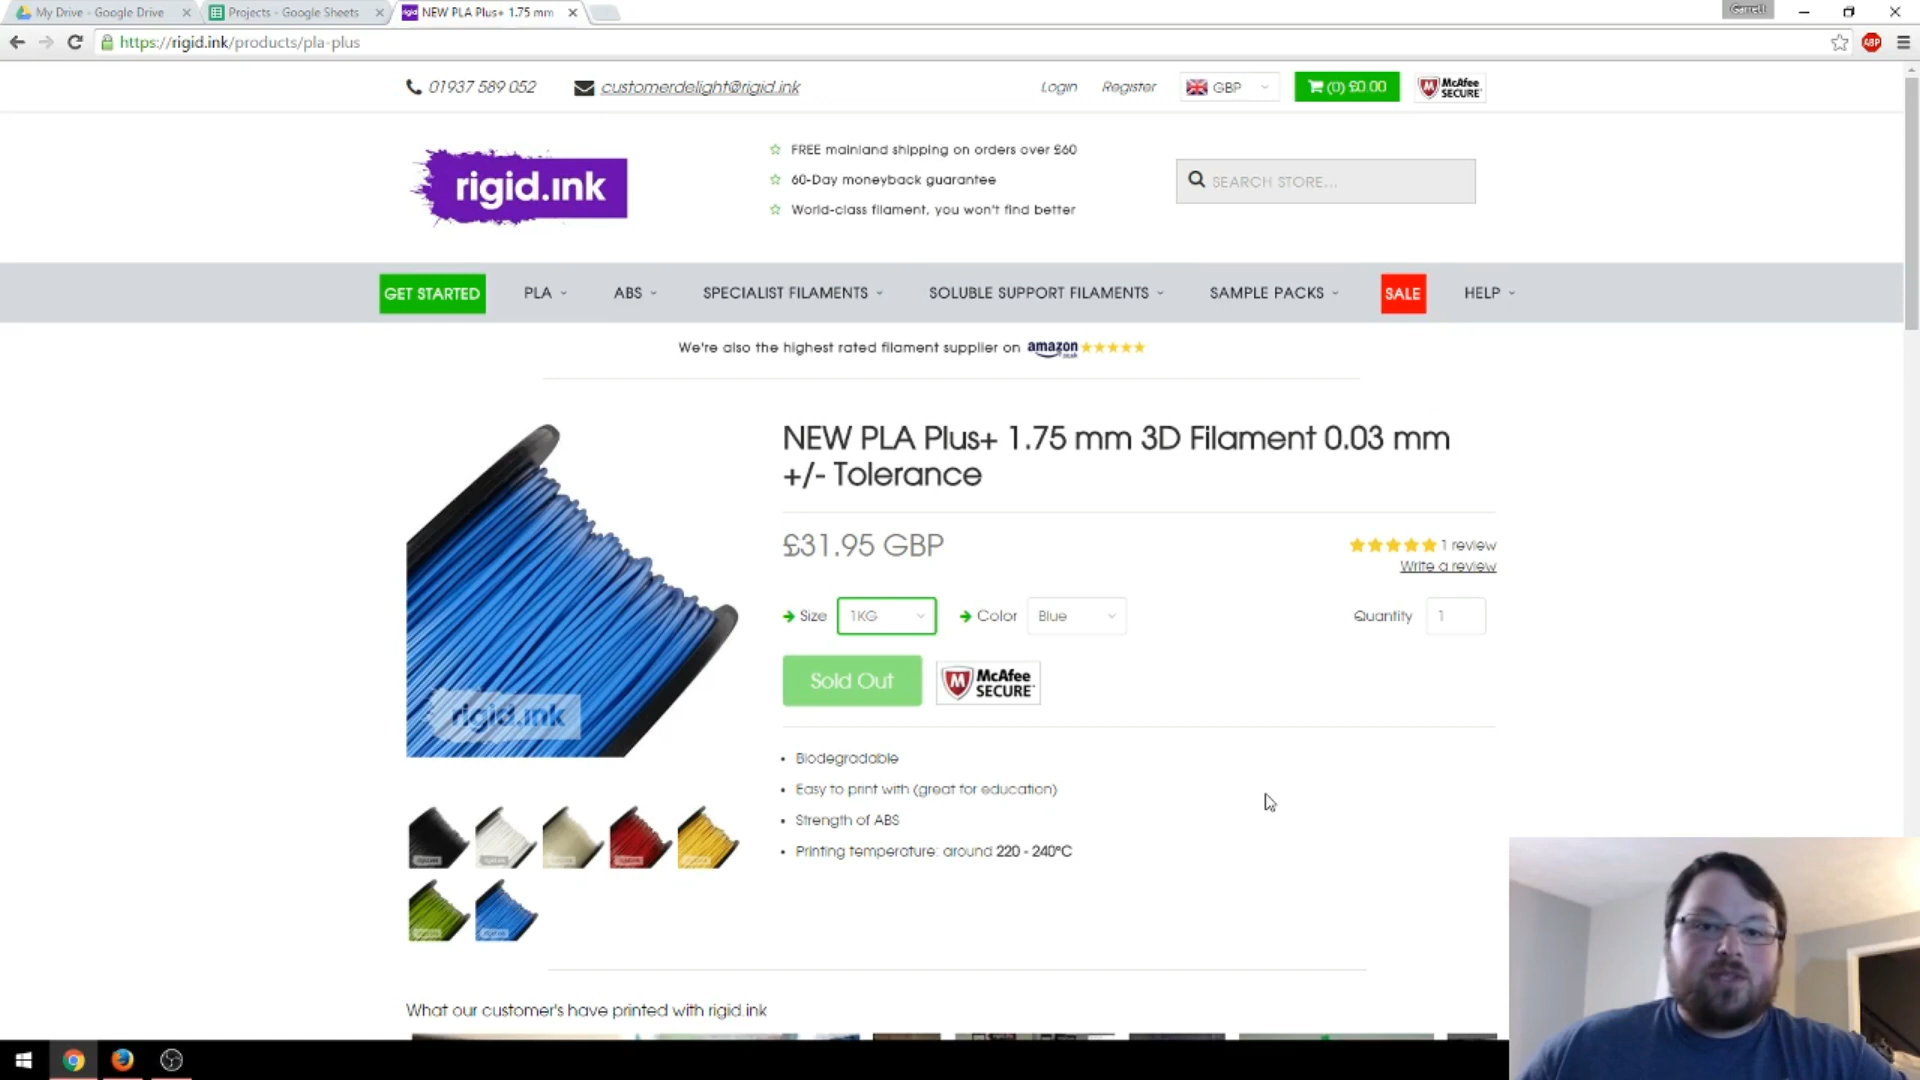 My Drive - Google Drive
Projects - Google Sheets
rigid
NEW PLA Plus+ 1.75 mm
Garrett
https://rigid.ink/products/pla-plus
ABP
01937 589 052
customerdelight@rigid.ink
Login
Register
GBP
(0) £0.00
McAfee
SECURE
rigid.ink
FREE mainland shipping on orders over £60
60-Day moneyback guarantee
World-class filament, you won't find better
SEARCH STORE...
GET STARTED
PLA
ABS
SPECIALIST FILAMENTS
SOLUBLE SUPPORT FILAMENTS
SAMPLE PACKS
SALE
HELP
We're also the highest rated filament supplier on amazon
NEW PLA Plus+ 1.75 mm 3D Filament 0.03 mm
+/- Tolerance
£31.95 GBP
1 review
Write a review
Size 1KG
Color Blue
Quantity 1
Sold Out
McAfee
SECURE
rigid.ink
Biodegradable
Easy to print with (great for education)
Strength of ABS
Printing temperature: around 220 - 240°C
What our customer's have printed with rigid.ink